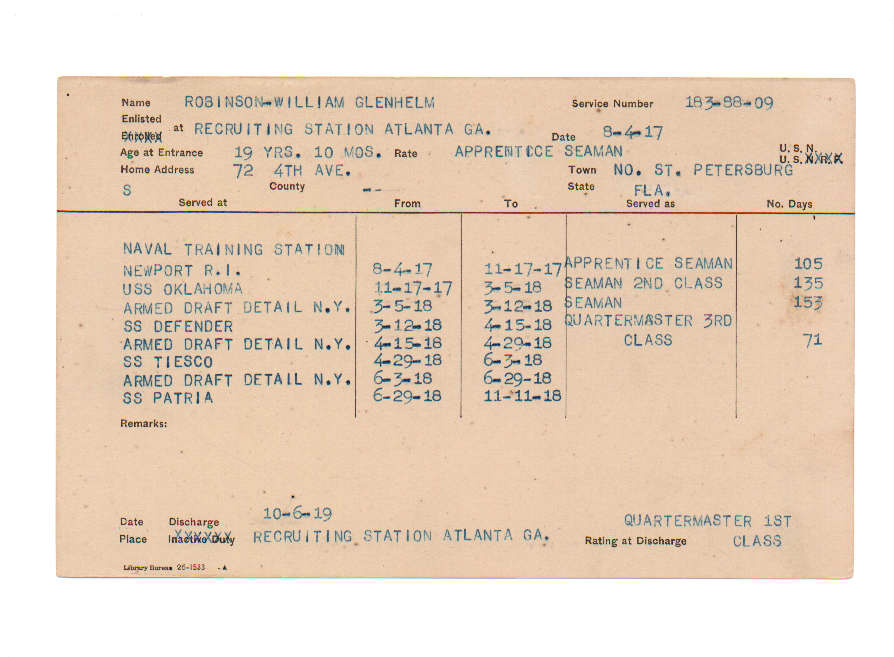 Name ROBINSON-WILLIAM GLENHELM Service Number 183-88-09
Enlisted
Enrolled at RECRUITING STATION ATLANTA GA. Date 8-4-17
Age at Entrance 19 YRS. 10 MOS. Rate APPRENTICE SEAMAN U. S. N.
U. S. N. R. F.
Home Address 72 4TH AVE. Town NO. ST. PETERSBURG
S County -- State FLA.
Served at From To Served as No. Days
NAVAL TRAINING STATION
NEWPORT R.I. 8-4-17 11-17-17 APPRENTICE SEAMAN 105
USS OKLAHOMA 11-17-17 3-5-18 SEAMAN 2ND CLASS 135
ARMED DRAFT DETAIL N.Y. 3-5-18 3-12-18 SEAMAN 153
SS DEFENDER 3-12-18 4-15-18 QUARTERMASTER 3RD
ARMED DRAFT DETAIL N.Y. 4-15-18 4-29-18 CLASS 71
SS TIESCO 4-29-18 6-3-18
ARMED DRAFT DETAIL N.Y. 6-3-18 6-29-18
SS PATRIA 6-29-18 11-11-18
Remarks:
Date Discharge 10-6-19 QUARTERMASTER 1ST
Place Inactive Duty RECRUITING STATION ATLANTA GA. Rating at Discharge CLASS
Library Bureau 26-1533 -A